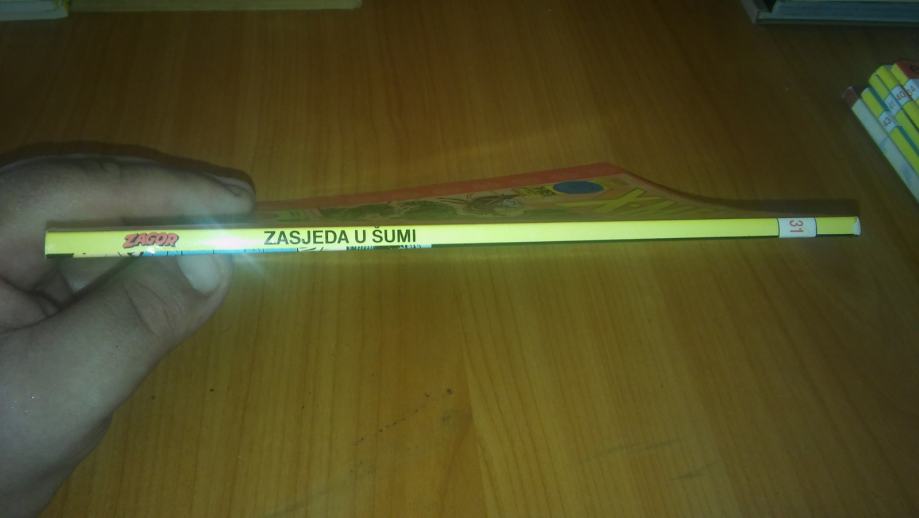 ZAGOR ZASJEDA U ŠUMI 31